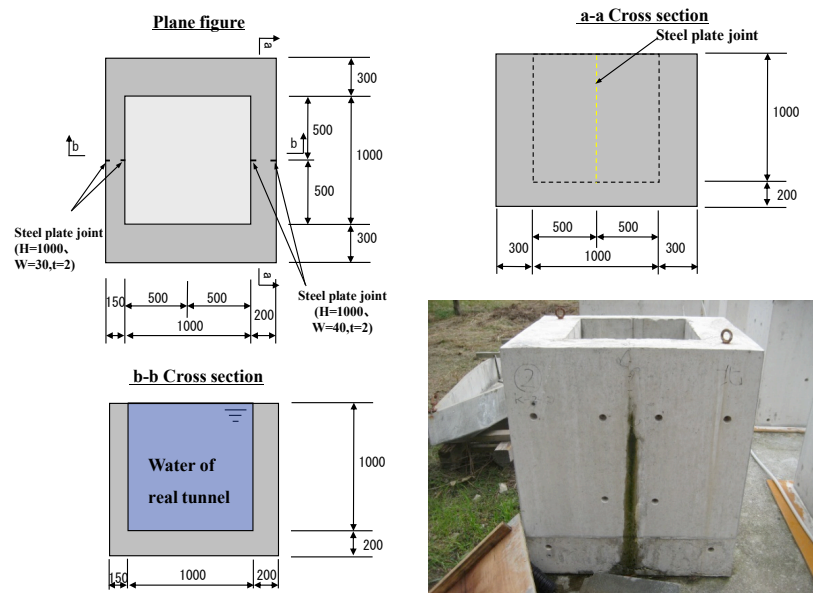 Plane figure
a
300
500
1000
500
300
b
b
Steel plate joint
(H=1000、
W=30,t=2)
a
150
500
500
200
1000
Steel plate joint
(H=1000、
W=40,t=2)
a-a Cross section
Steel plate joint
1000
200
500
500
300
300
1000
b-b Cross section
Water of
real tunnel
1000
200
150
1000
200
②